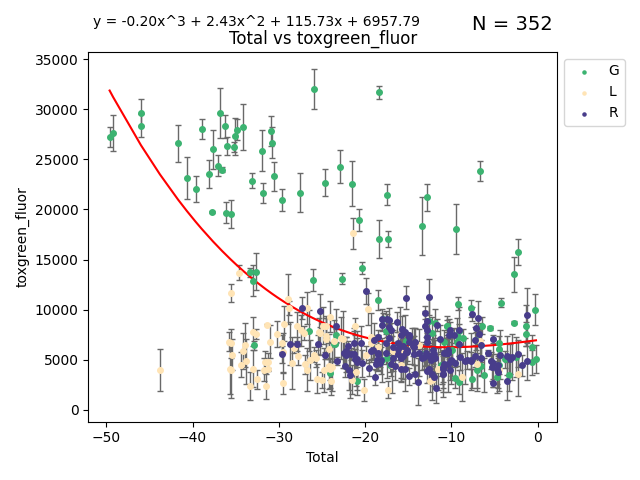 y = -0.20x^3 + 2.43x^2 + 115.73x + 6957.79
N = 352
Total vs toxgreen_fluor
35000
30000
25000
20000
15000
10000
5000
0
toxgreen_fluor
−50
−40
−30
−20
−10
0
Total
G
L
R